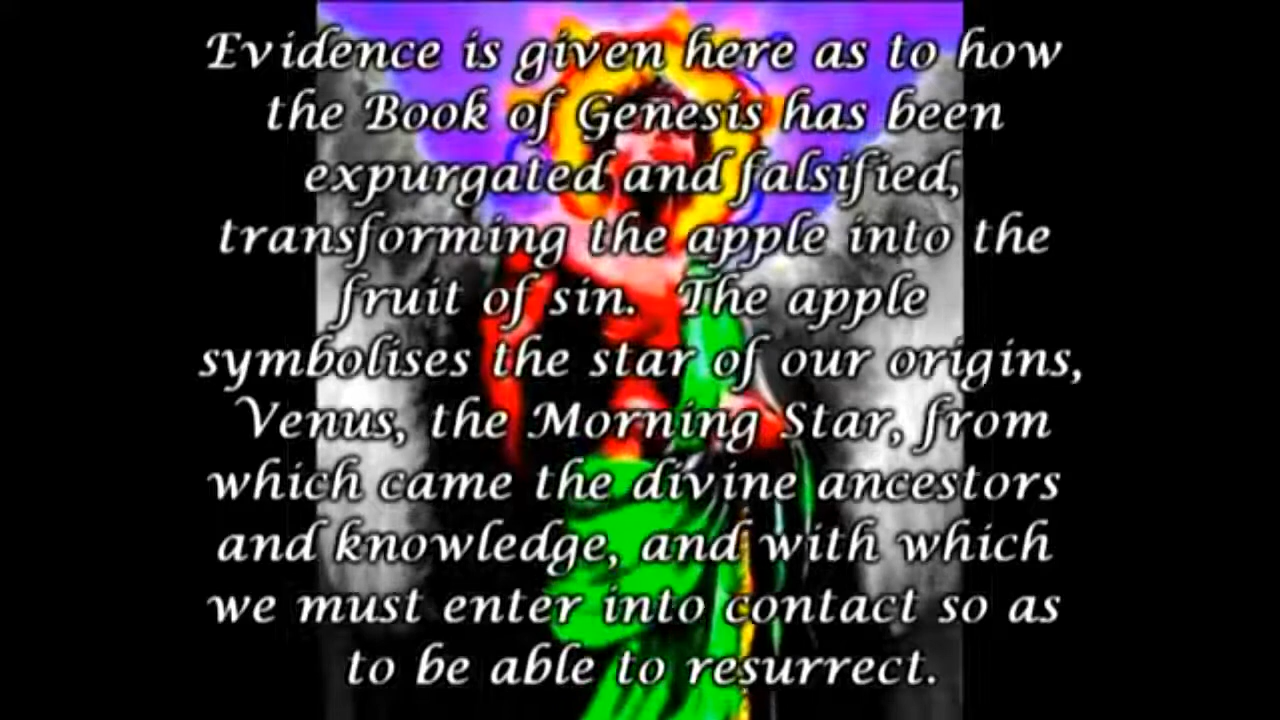 Evidence is given here as to how
the Book of Genesis has been
expurgated and falsified,
transforming the apple into the
fruit of sin. The apple
symbolises the star of our origins,
Venus, the Morning Star, from
which came the divine ancestors
and knowledge, and with which
we must enter into contact so as
to be able to resurrect.